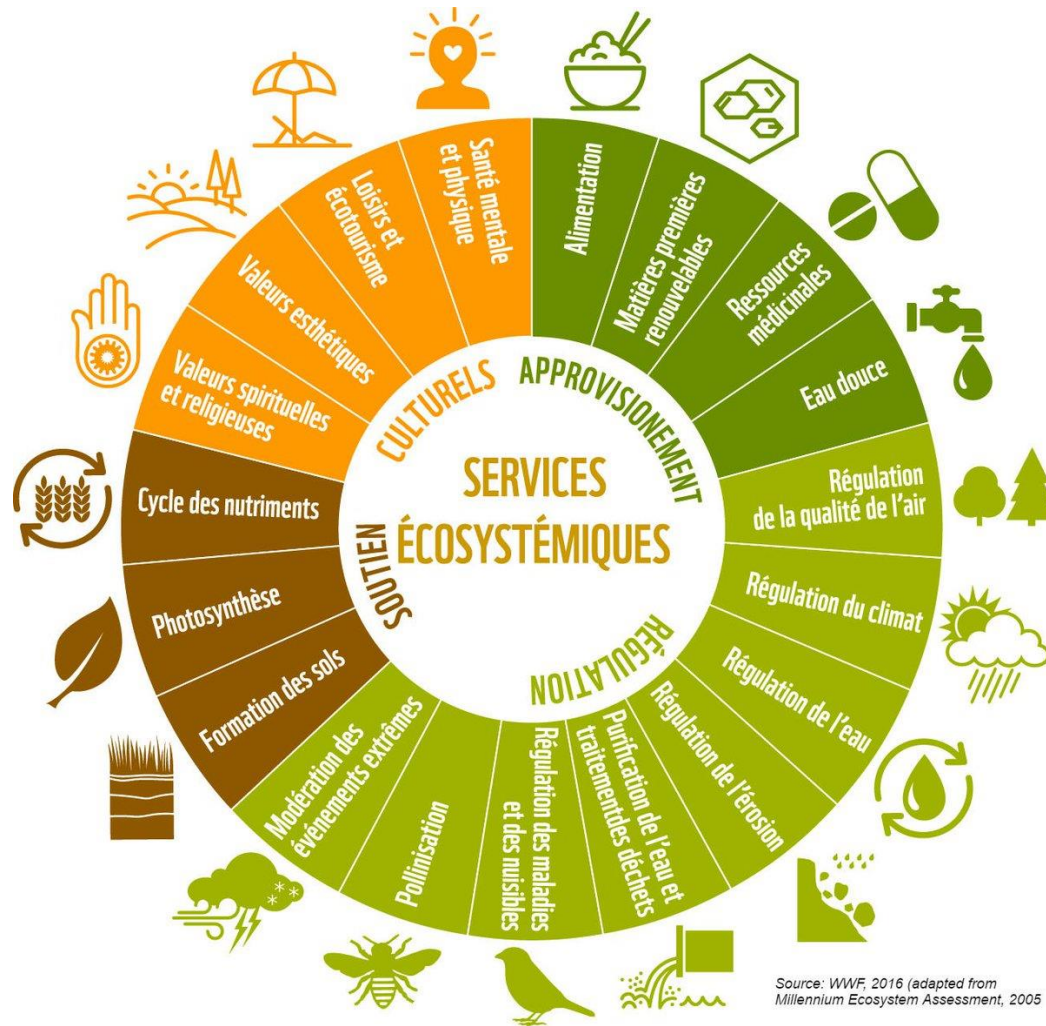 SERVICES
ÉCOSYSTÉMIQUES
APPROVISIONEMENT
Alimentation
Matières premières
renouvelables
Ressources
médicinales
Eau douce
RÉGULATION
Régulation
de la qualité de l'air
Régulation du climat
Régulation de l'eau
Régulation de l'érosion
Purification de l'eau et
traitementdes déchets
Régulation des maladies
et des nuisibles
Pollinisation
Modération des
événements extrêmes
SOUTIEN
Formation des sols
Photosynthèse
Cycle des nutriments
CULTURELS
Valeurs spirituelles
et religieuses
Valeurs esthétiques
Loisirs et
écotourisme
Santé mentale
et physique
Source: WWF, 2016 (adapted from
Millennium Ecosystem Assessment, 2005